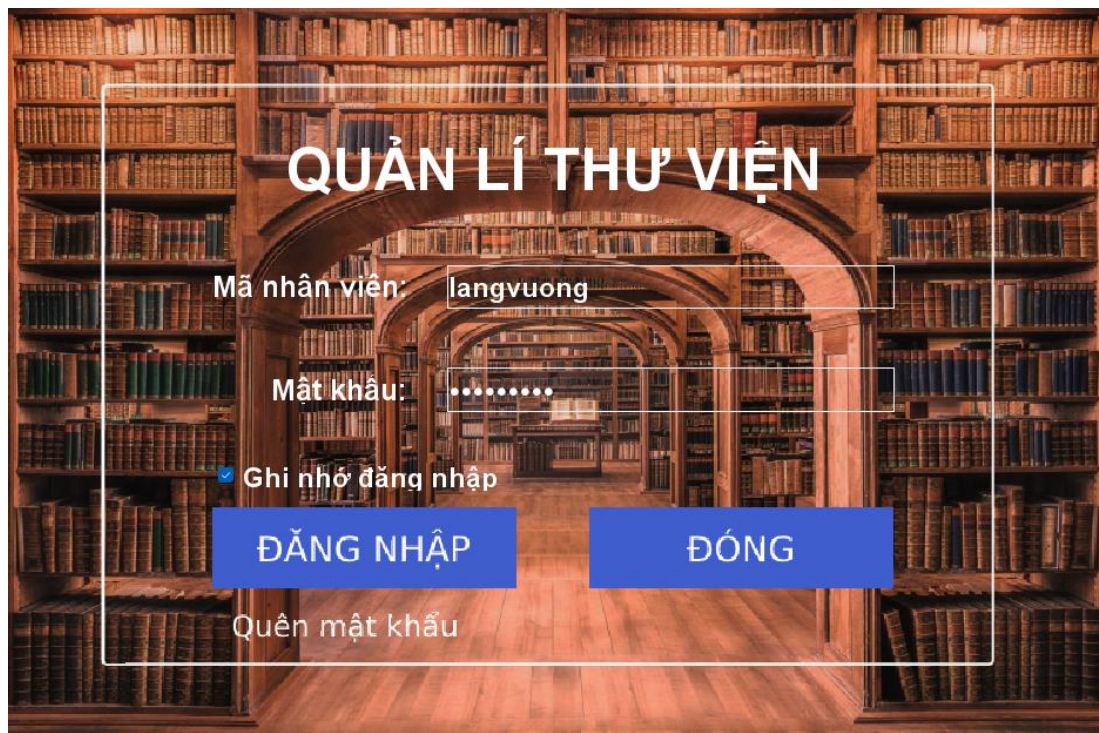 QUẢN LÍ THƯ VIỆN
Mã nhân viên: langvuong
Mật khẩu: •••••••••
Ghi nhớ đăng nhập
ĐĂNG NHẬP ĐÓNG
Quên mật khẩu